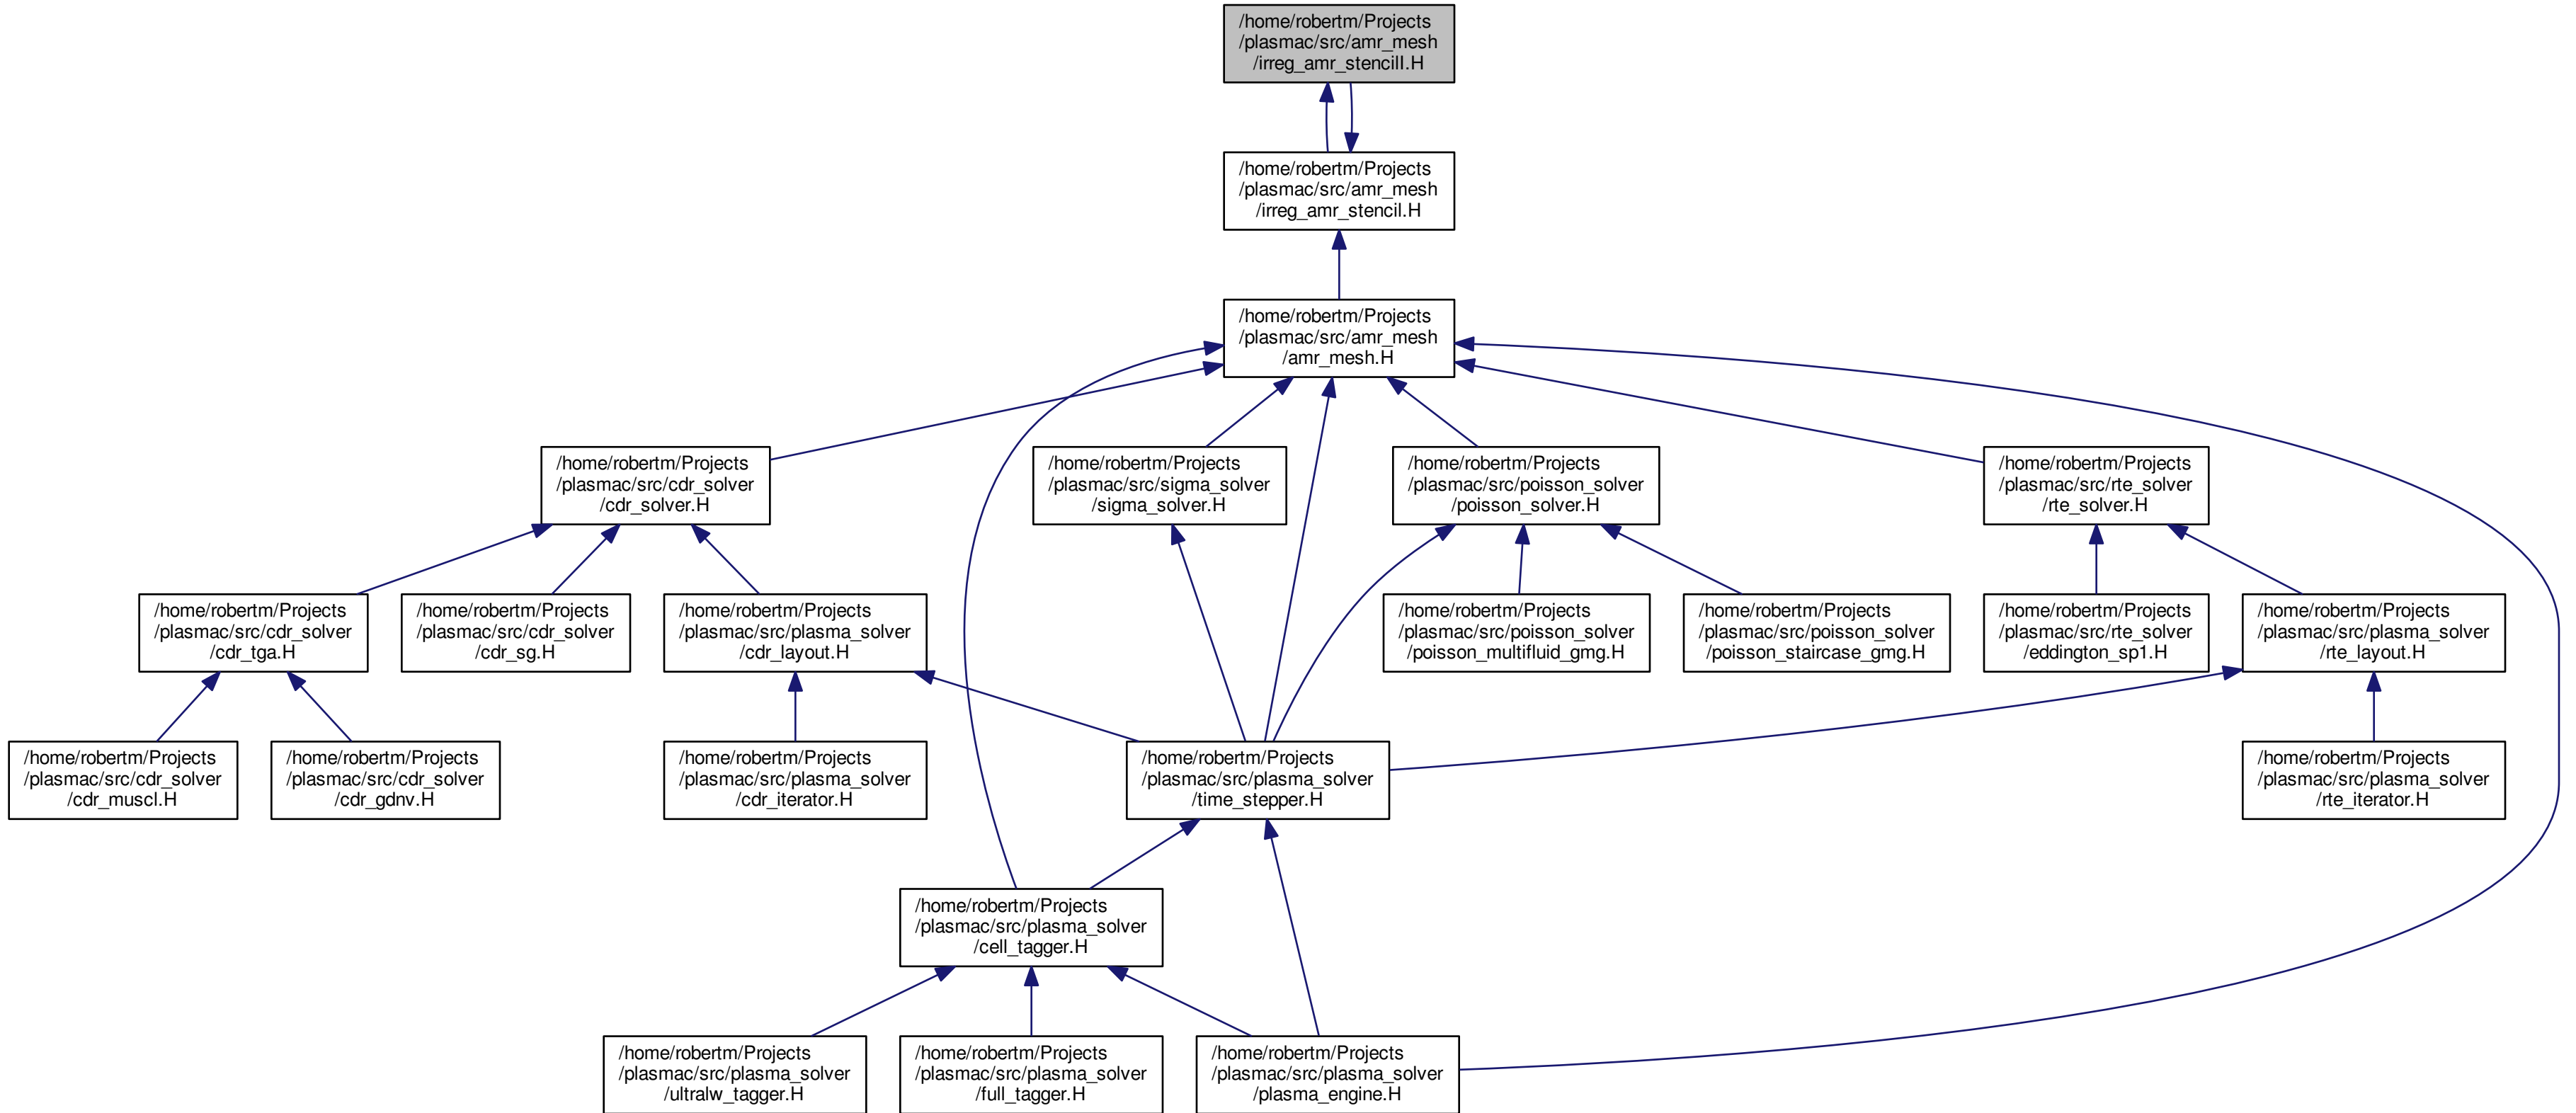 /home/robertm/Projects
/plasmac/src/amr_mesh
/irreg_amr_stencilI.H
/home/robertm/Projects
/plasmac/src/amr_mesh
/irreg_amr_stencil.H
/home/robertm/Projects
/plasmac/src/amr_mesh
/amr_mesh.H
/home/robertm/Projects
/plasmac/src/cdr_solver
/cdr_solver.H
/home/robertm/Projects
/plasmac/src/sigma_solver
/sigma_solver.H
/home/robertm/Projects
/plasmac/src/poisson_solver
/poisson_solver.H
/home/robertm/Projects
/plasmac/src/rte_solver
/rte_solver.H
/home/robertm/Projects
/plasmac/src/cdr_solver
/cdr_tga.H
/home/robertm/Projects
/plasmac/src/cdr_solver
/cdr_sg.H
/home/robertm/Projects
/plasmac/src/plasma_solver
/cdr_layout.H
/home/robertm/Projects
/plasmac/src/poisson_solver
/poisson_multifluid_gmg.H
/home/robertm/Projects
/plasmac/src/poisson_solver
/poisson_staircase_gmg.H
/home/robertm/Projects
/plasmac/src/rte_solver
/eddington_sp1.H
/home/robertm/Projects
/plasmac/src/plasma_solver
/rte_layout.H
/home/robertm/Projects
/plasmac/src/cdr_solver
/cdr_muscl.H
/home/robertm/Projects
/plasmac/src/cdr_solver
/cdr_gdnv.H
/home/robertm/Projects
/plasmac/src/plasma_solver
/cdr_iterator.H
/home/robertm/Projects
/plasmac/src/plasma_solver
/time_stepper.H
/home/robertm/Projects
/plasmac/src/plasma_solver
/rte_iterator.H
/home/robertm/Projects
/plasmac/src/plasma_solver
/cell_tagger.H
/home/robertm/Projects
/plasmac/src/plasma_solver
/ultralw_tagger.H
/home/robertm/Projects
/plasmac/src/plasma_solver
/full_tagger.H
/home/robertm/Projects
/plasmac/src/plasma_solver
/plasma_engine.H